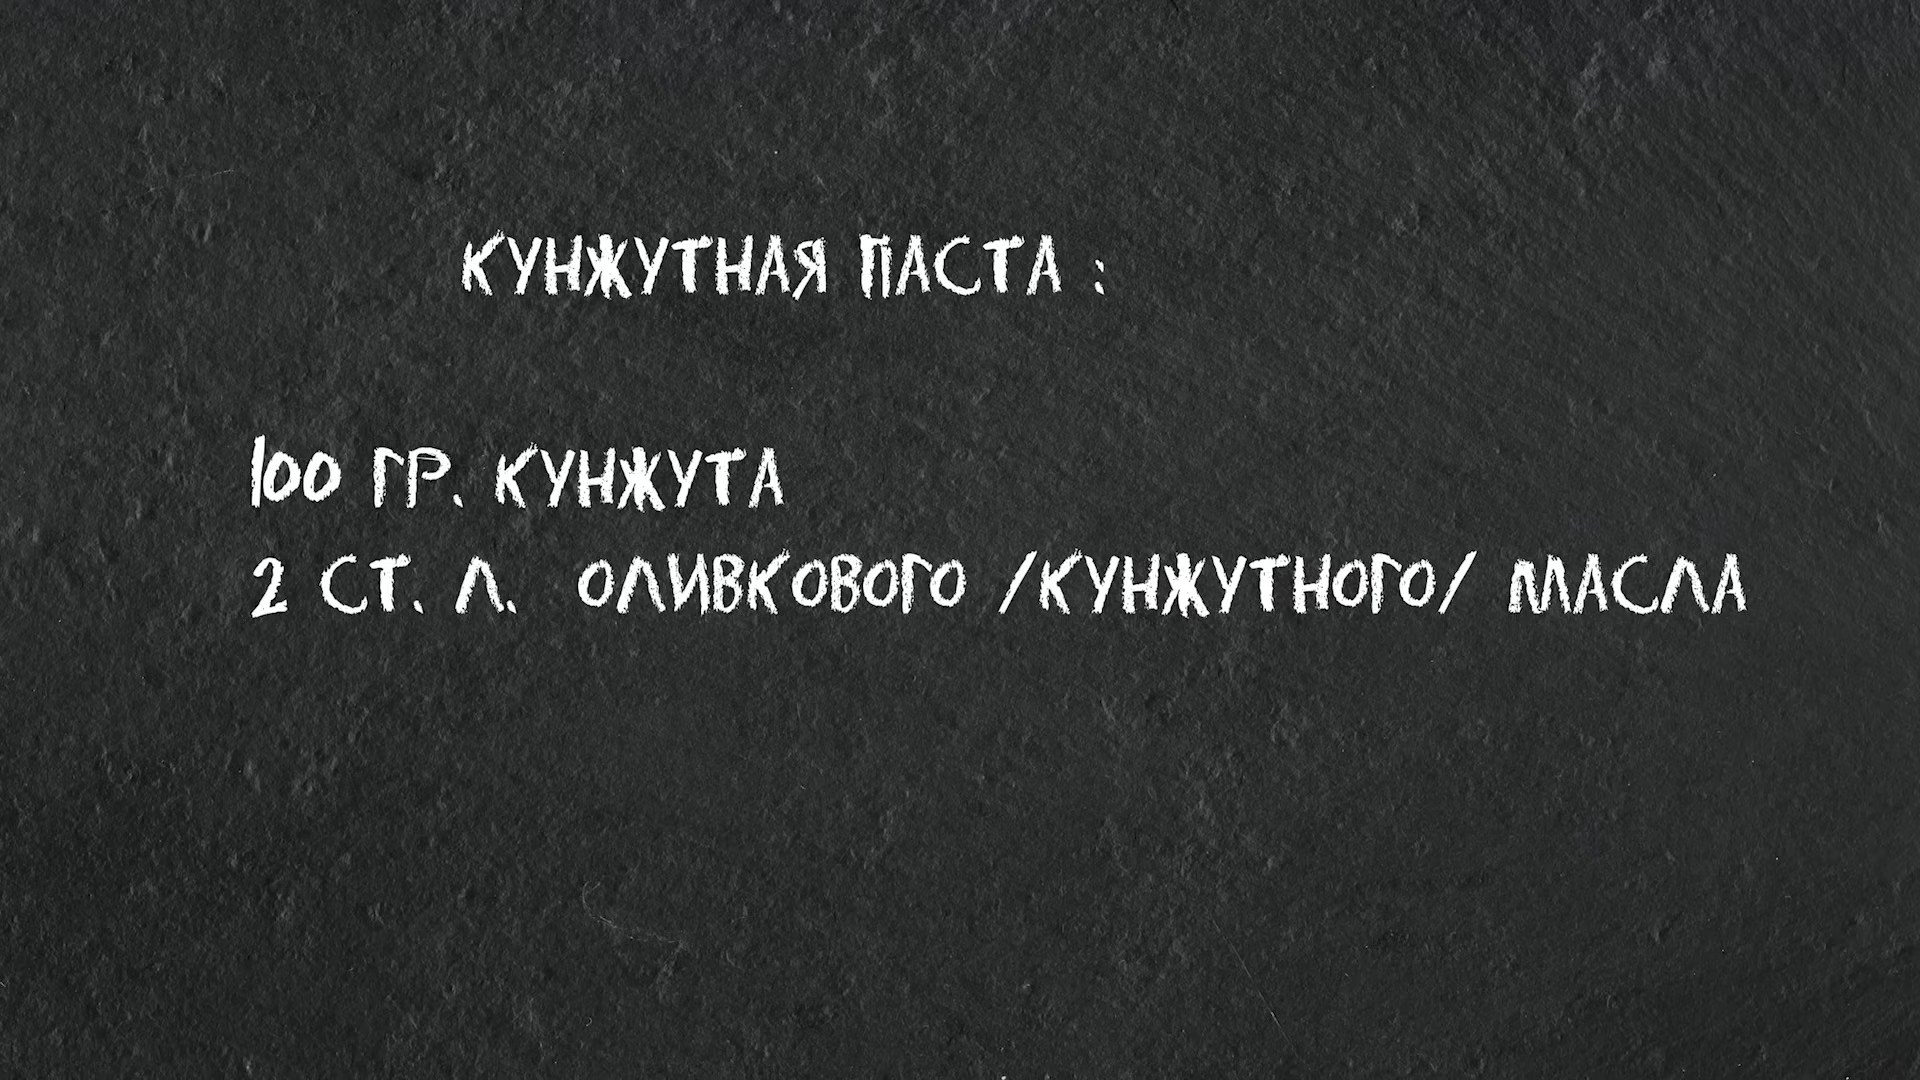 КУНЖУТНАЯ ПАСТА :
100 ГР. КУНЖУТА
2 СТ. Л. ОЛИВКОВОГО /КУНЖУТНОГО/ МАСЛА